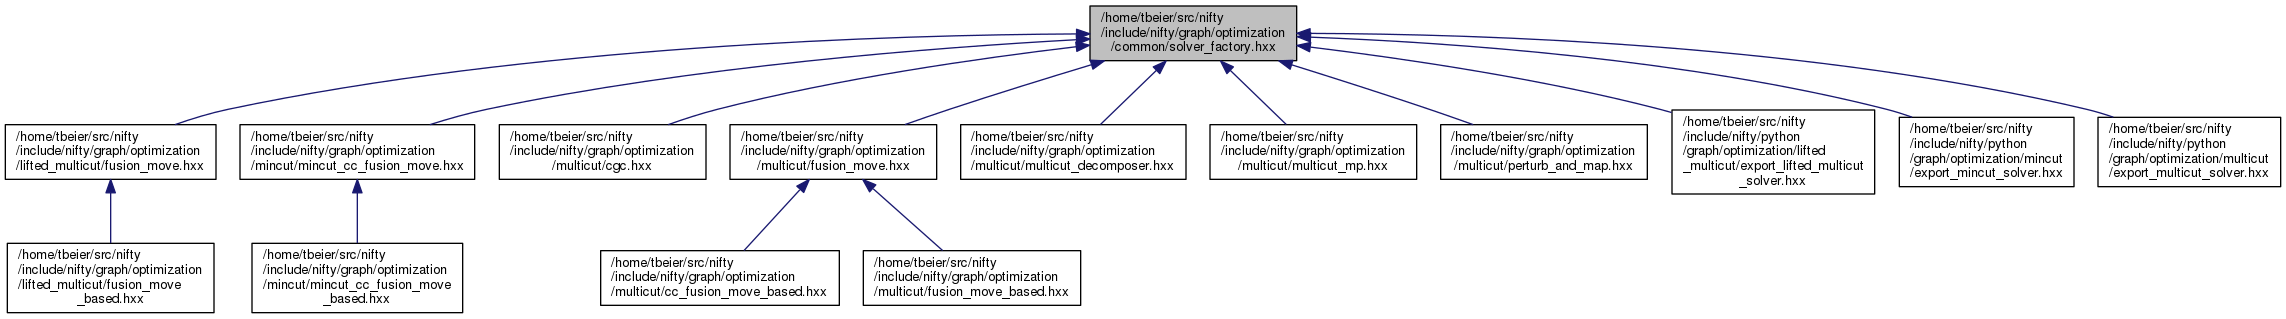 /home/tbeier/src/nifty
/include/nifty/graph/optimization
/common/solver_factory.hxx
/home/tbeier/src/nifty
/include/nifty/graph/optimization
/lifted_multicut/fusion_move.hxx
/home/tbeier/src/nifty
/include/nifty/graph/optimization
/mincut/mincut_cc_fusion_move.hxx
/home/tbeier/src/nifty
/include/nifty/graph/optimization
/multicut/cgc.hxx
/home/tbeier/src/nifty
/include/nifty/graph/optimization
/multicut/fusion_move.hxx
/home/tbeier/src/nifty
/include/nifty/graph/optimization
/multicut/multicut_decomposer.hxx
/home/tbeier/src/nifty
/include/nifty/graph/optimization
/multicut/multicut_mp.hxx
/home/tbeier/src/nifty
/include/nifty/graph/optimization
/multicut/perturb_and_map.hxx
/home/tbeier/src/nifty
/include/nifty/python
/graph/optimization/lifted
_multicut/export_lifted_multicut
_solver.hxx
/home/tbeier/src/nifty
/include/nifty/python
/graph/optimization/mincut
/export_mincut_solver.hxx
/home/tbeier/src/nifty
/include/nifty/python
/graph/optimization/multicut
/export_multicut_solver.hxx
/home/tbeier/src/nifty
/include/nifty/graph/optimization
/lifted_multicut/fusion_move
_based.hxx
/home/tbeier/src/nifty
/include/nifty/graph/optimization
/mincut/mincut_cc_fusion_move
_based.hxx
/home/tbeier/src/nifty
/include/nifty/graph/optimization
/multicut/cc_fusion_move_based.hxx
/home/tbeier/src/nifty
/include/nifty/graph/optimization
/multicut/fusion_move_based.hxx